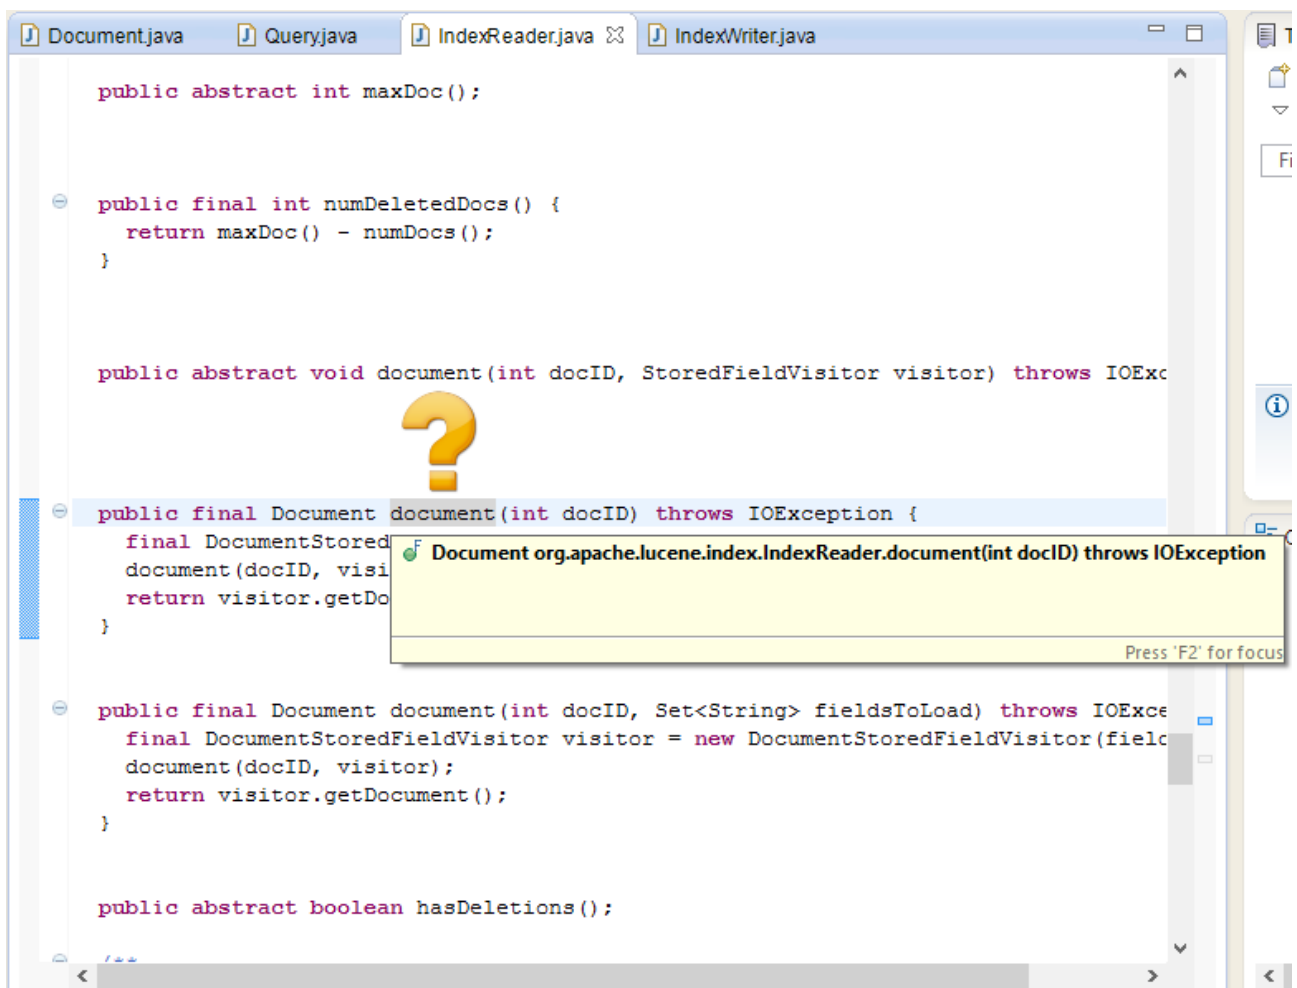 Document.java Query.java IndexReader.java IndexWriter.java
public abstract int maxDoc();
Fi
public final int numDeletedDocs() {
return maxDoc() - numDocs();
}
public abstract void document(int docID, StoredFieldVisitor visitor) throws IOExc
?
public final Document document(int docID) throws IOException {
final DocumentStored
Document org.apache.lucene.index.IndexReader.document(int docID) throws IOException
document(docID, visi
return visitor.getDo
}
Press 'F2' for focus
public final Document document(int docID, Set<String> fieldsToLoad) throws IOExce
final DocumentStoredFieldVisitor visitor = new DocumentStoredFieldVisitor(field
document(docID, visitor);
return visitor.getDocument();
}
public abstract boolean hasDeletions();
/**